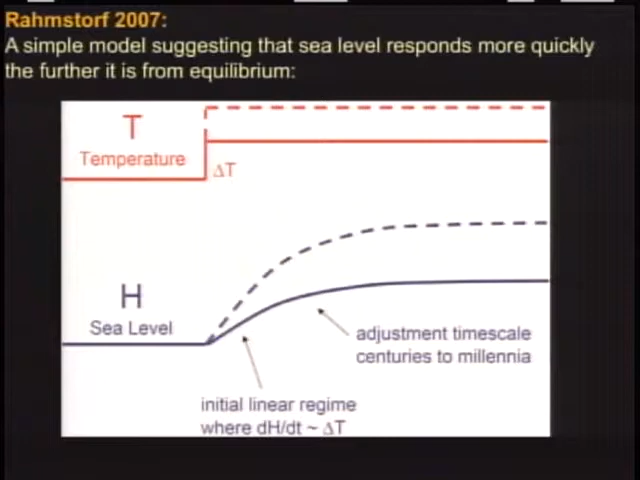 Rahmstorf 2007:
A simple model suggesting that sea level responds more quickly
the further it is from equilibrium:
T
Temperature
ΔT
H
Sea Level
adjustment timescale
centuries to millennia
initial linear regime
where dH/dt ~ ΔT